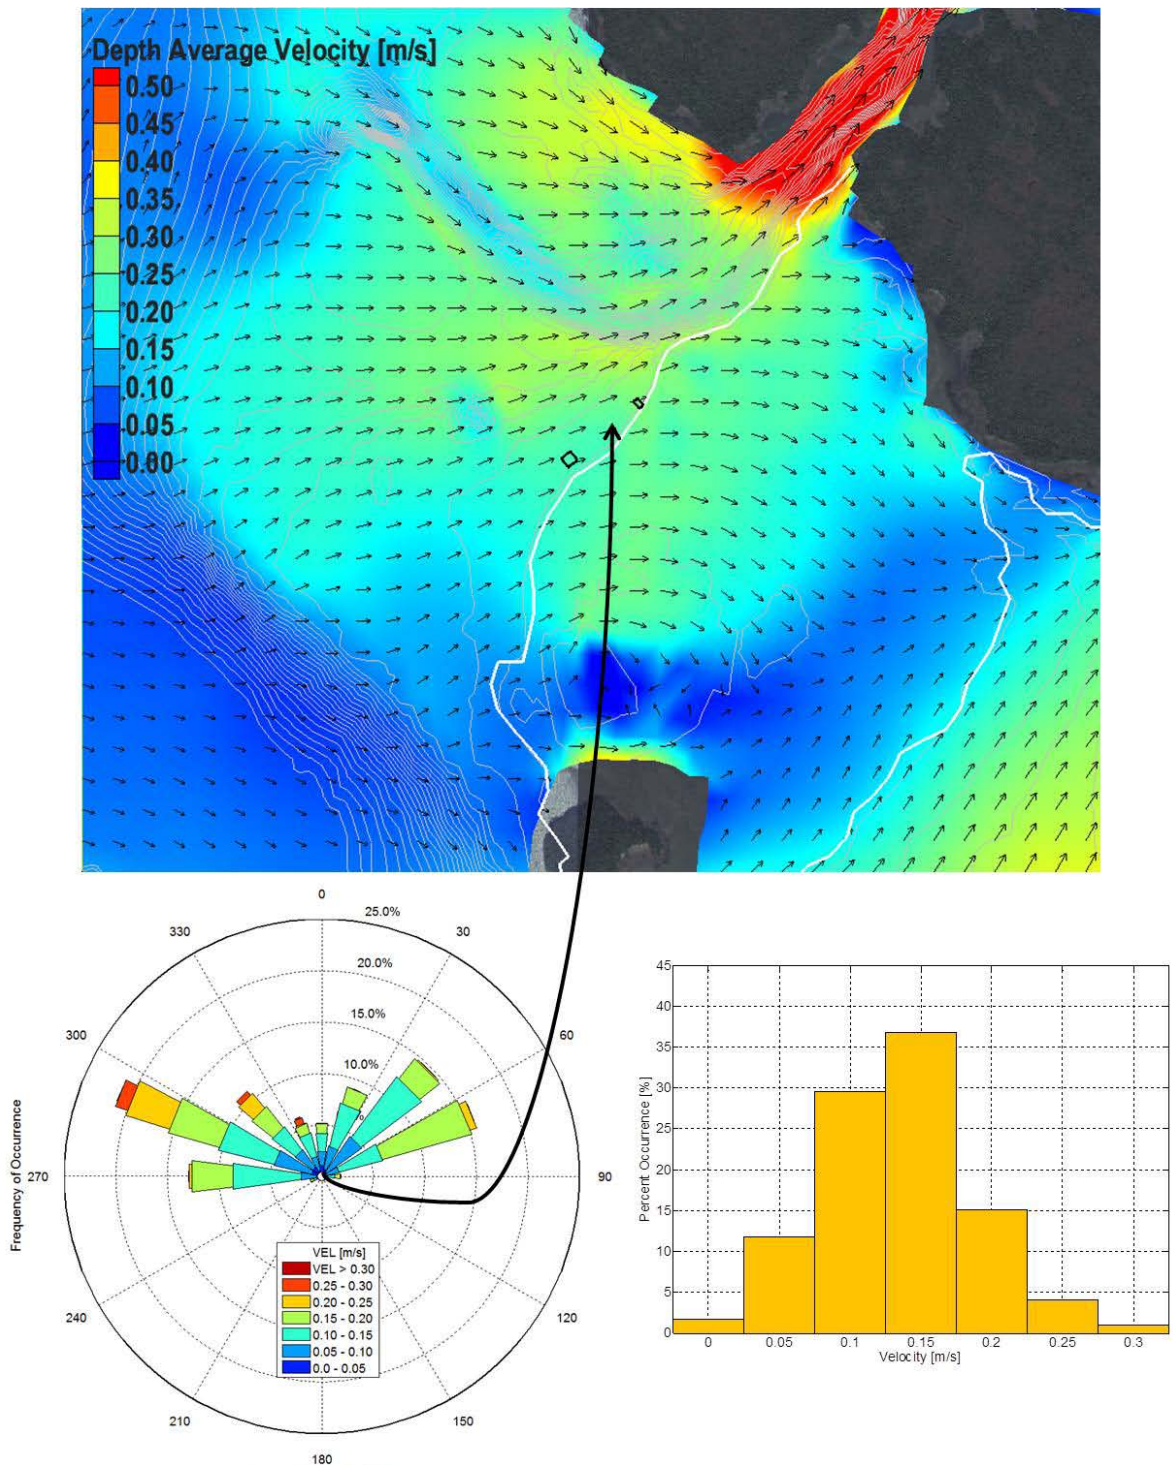 Depth Average Velocity [m/s]
0.50
0.45
0.40
0.35
0.30
0.25
0.20
0.15
0.10
0.05
0.00
0
25.0%
330
30
20.0%
15.0%
300
60
10.0%
Frequency of Occurrence
270
90
VEL [m/s]
VEL > 0.30
0.25 - 0.30
0.20 - 0.25
0.15 - 0.20
0.10 - 0.15
0.05 - 0.10
0.0 - 0.05
240
120
210
150
180
45
40
35
30
25
20
15
10
5
0
Percent Occurrence [%]
0 0.05 0.1 0.15 0.2 0.25 0.3
Velocity [m/s]